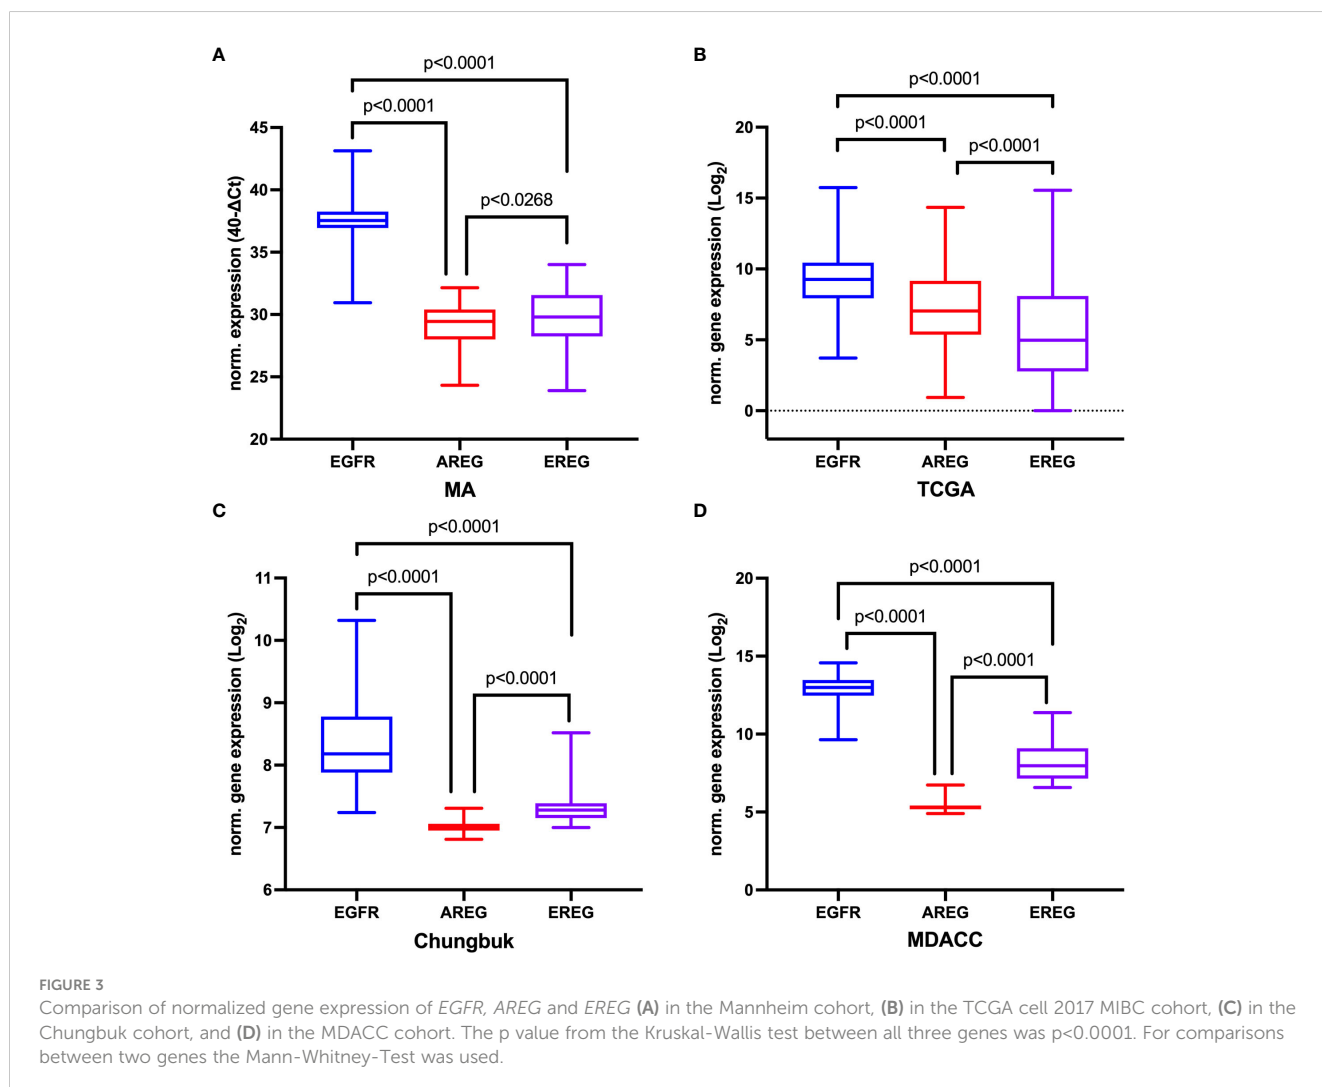 A
p<0.0001
p<0.0001
p<0.0268
norm. expression (40-ΔCt)
45
40
35
30
25
20
EGFR AREG EREG
MA
B
p<0.0001
p<0.0001
p<0.0001
norm. gene expression (Log2)
20
15
10
5
0
EGFR AREG EREG
TCGA
C
p<0.0001
p<0.0001
p<0.0001
norm. gene expression (Log2)
11
10
9
8
7
6
EGFR AREG EREG
Chungbuk
D
p<0.0001
p<0.0001
p<0.0001
norm. gene expression (Log2)
20
15
10
5
0
EGFR AREG EREG
MDACC
FIGURE 3
Comparison of normalized gene expression of EGFR, AREG and EREG (A) in the Mannheim cohort, (B) in the TCGA cell 2017 MIBC cohort, (C) in the
Chungbuk cohort, and (D) in the MDACC cohort. The p value from the Kruskal-Wallis test between all three genes was p<0.0001. For comparisons
between two genes the Mann-Whitney-Test was used.